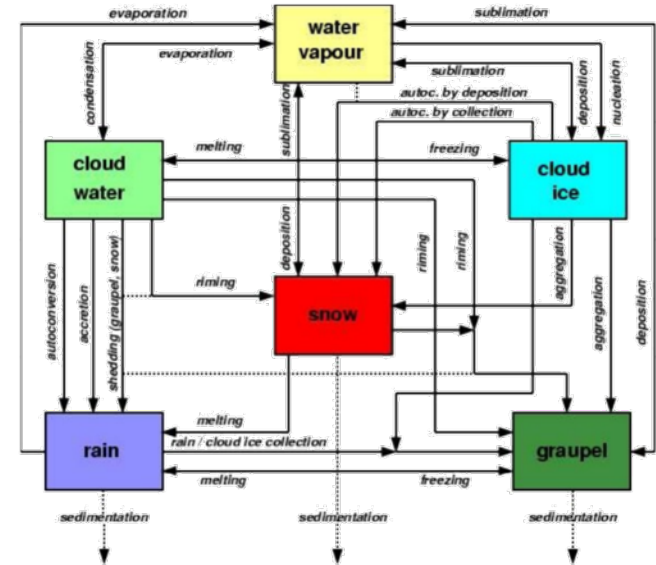 evaporation
sublimation
water
vapour
evaporation
sublimation
condensation
sublimation
deposition
nucleation
autoc. by deposition
autoc. by collection
melting
freezing
cloud
water
cloud
ice
deposition
riming
riming
aggregation
aggregation
deposition
autoconversion
accretion
shedding (graupel, snow)
riming
snow
melting
rain / cloud ice collection
rain
graupel
melting
freezing
sedimentation
sedimentation
sedimentation